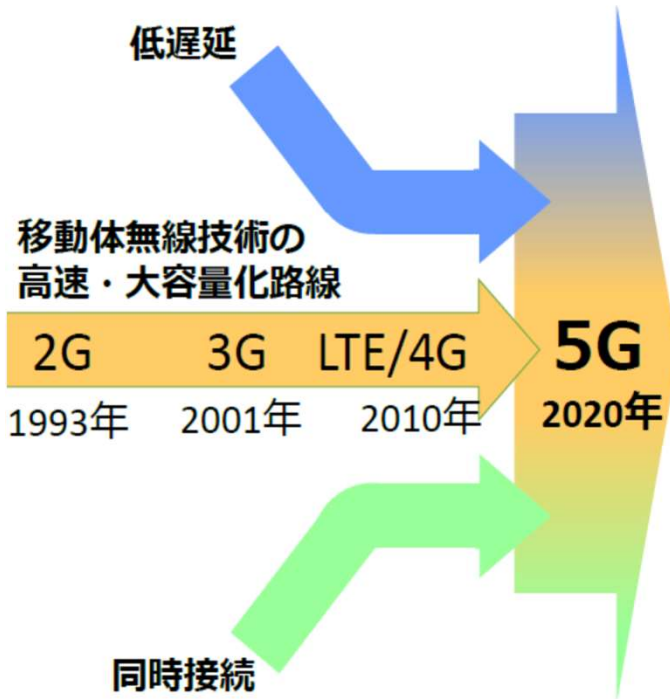 低遅延
移動体無線技術の
高速・大容量化路線
2G 3G LTE/4G 5G
1993年 2001年 2010年 2020年
同時接続